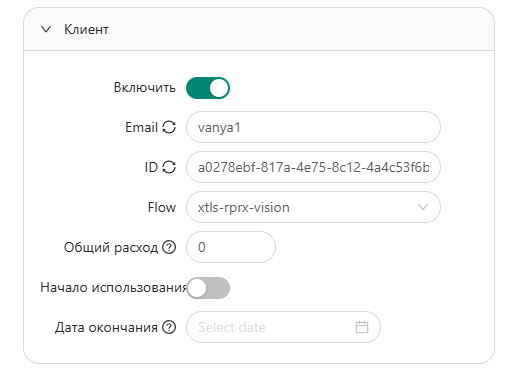 Клиент
Включить
Email vanya1
ID a0278ebf-817a-4e75-8c12-4a4c53f6b
Flow xtls-rprx-vision
Общий расход 0
Начало использования
Дата окончания Select date